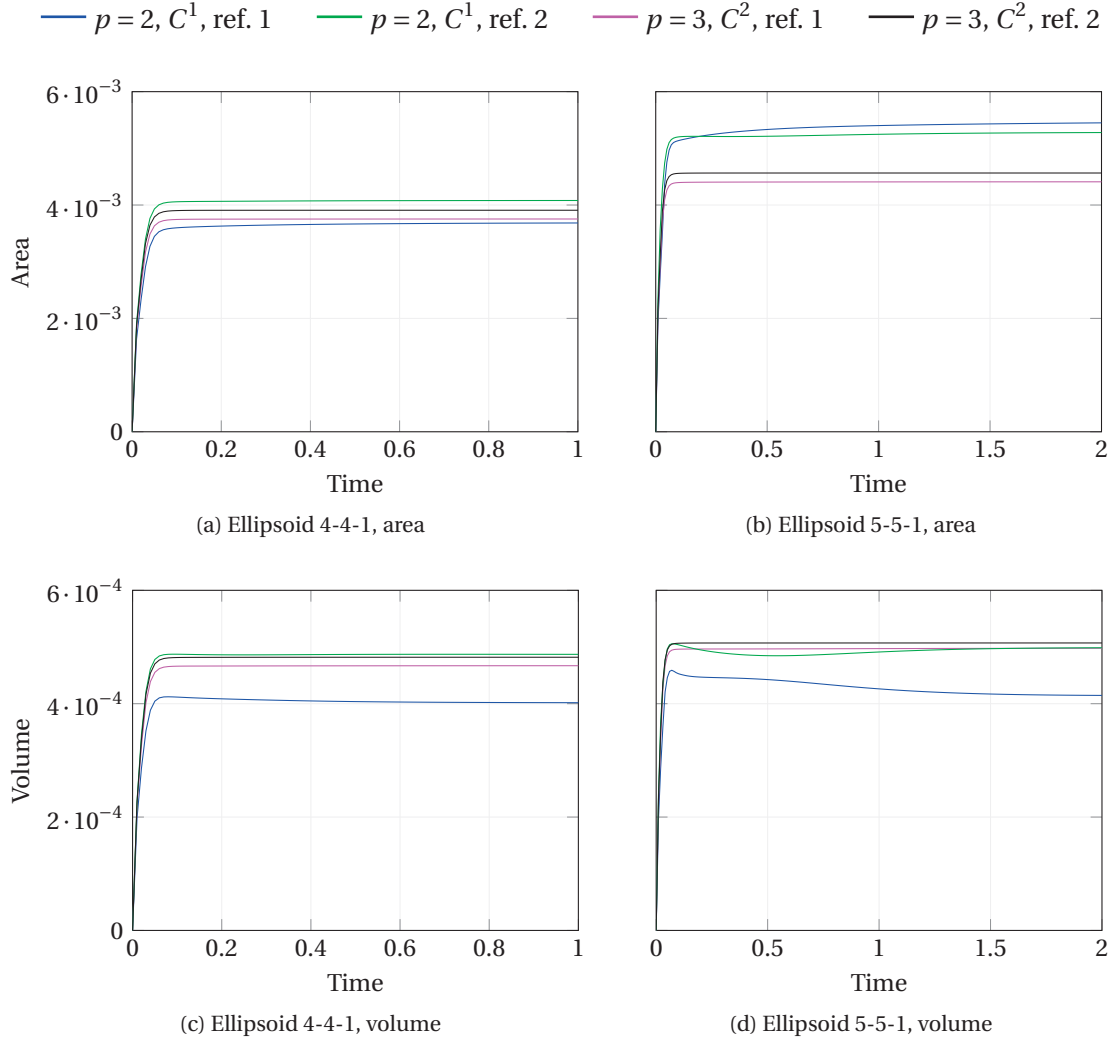 p = 2, C¹, ref. 1 p = 2, C¹, ref. 2 p = 3, C², ref. 1 p = 3, C², ref. 2
6·10⁻³
4·10⁻³
2·10⁻³
0
Area
0 0.2 0.4 0.6 0.8 1
Time
(a) Ellipsoid 4-4-1, area
0 0.5 1 1.5 2
Time
(b) Ellipsoid 5-5-1, area
6·10⁻⁴
4·10⁻⁴
2·10⁻⁴
0
Volume
0 0.2 0.4 0.6 0.8 1
Time
(c) Ellipsoid 4-4-1, volume
0 0.5 1 1.5 2
Time
(d) Ellipsoid 5-5-1, volume